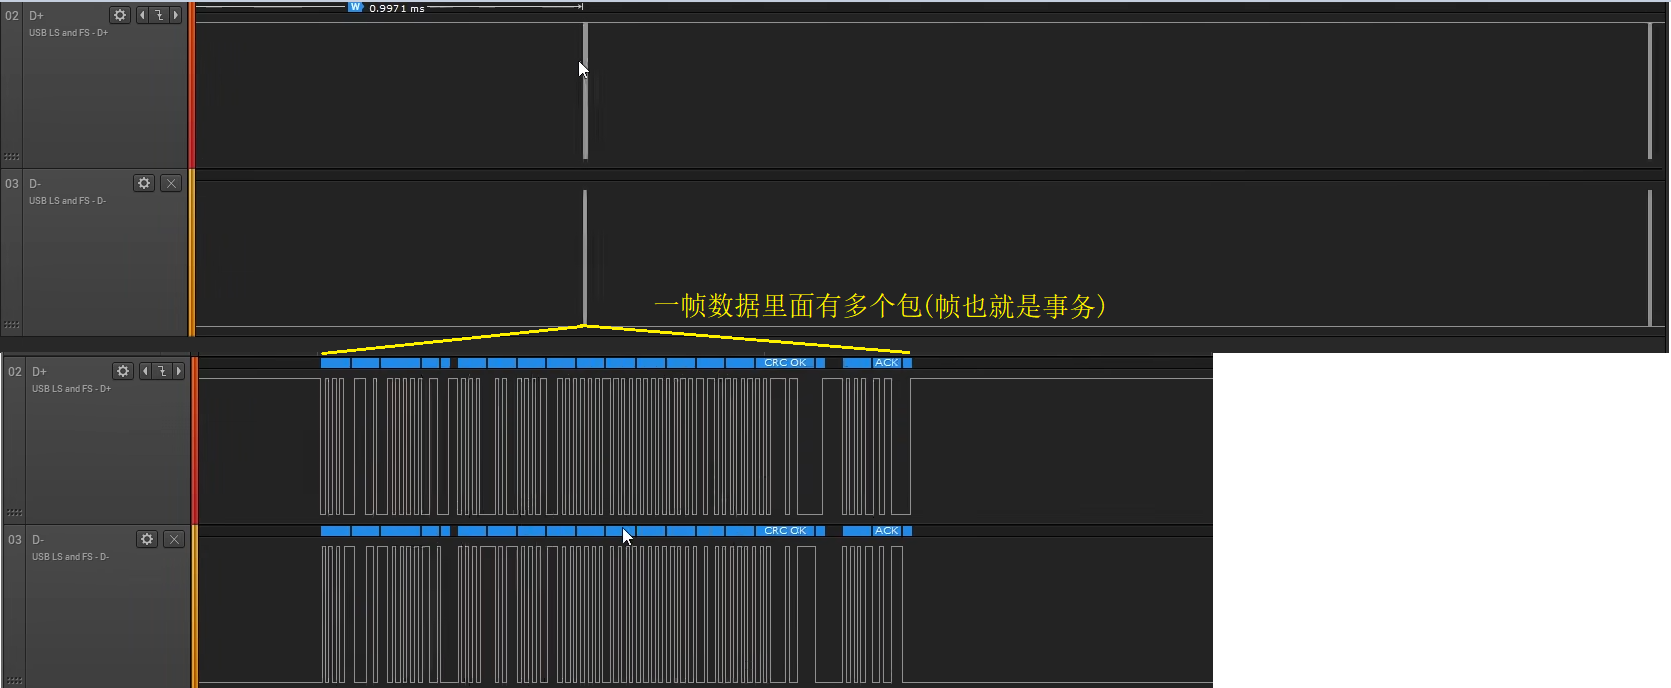 02 D+
USB LS and FS - D+
W 0.9971 ms
03 D-
USB LS and FS - D-
一帧数据里面有多个包(帧也就是事务)
02 D+
USB LS and FS - D+
CRC OK ACK
03 D-
USB LS and FS - D-
CRC OK ACK